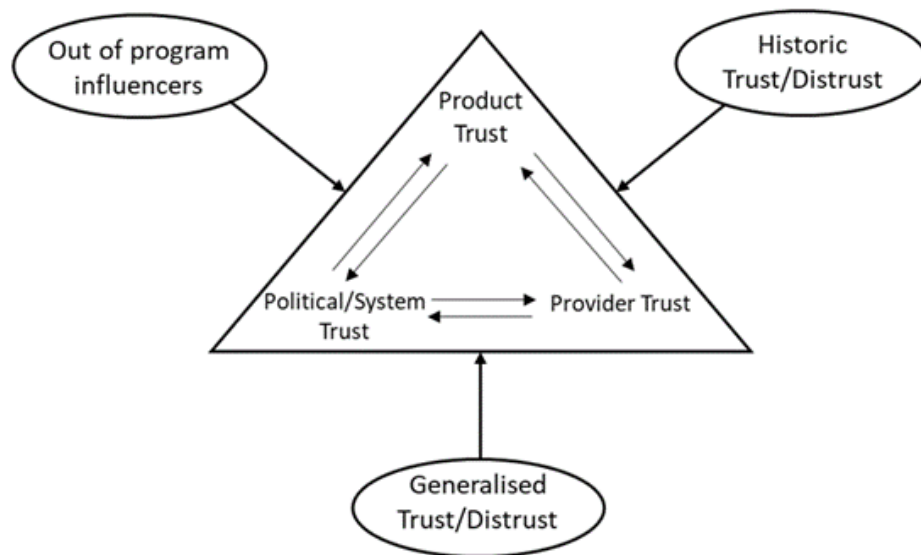 Out of program
influencers
Historic
Trust/Distrust
Product
Trust
Political/System
Trust
Provider Trust
Generalised
Trust/Distrust